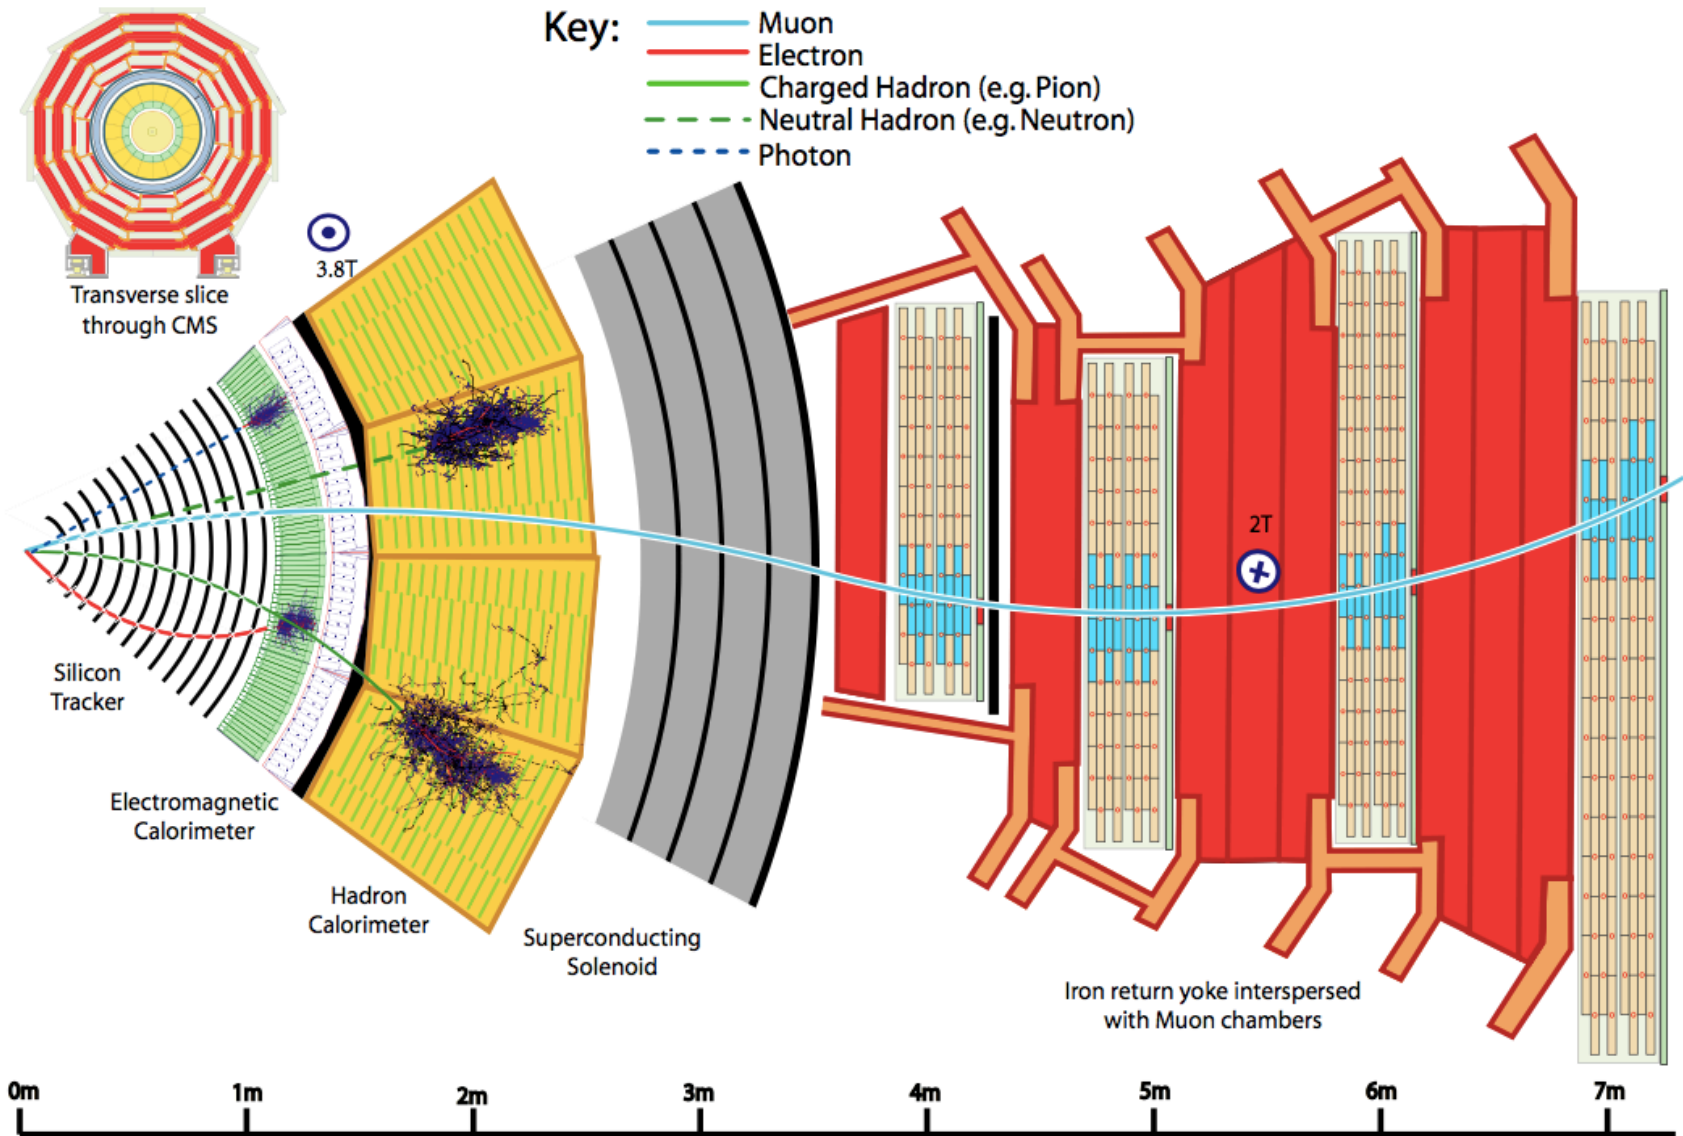 Key:
Muon
Electron
Charged Hadron (e.g. Pion)
Neutral Hadron (e.g. Neutron)
Photon
3.8T
Transverse slice
through CMS
2T
Silicon
Tracker
Electromagnetic
Calorimeter
Hadron
Calorimeter
Superconducting
Solenoid
Iron return yoke interspersed
with Muon chambers
0m 1m 2m 3m 4m 5m 6m 7m